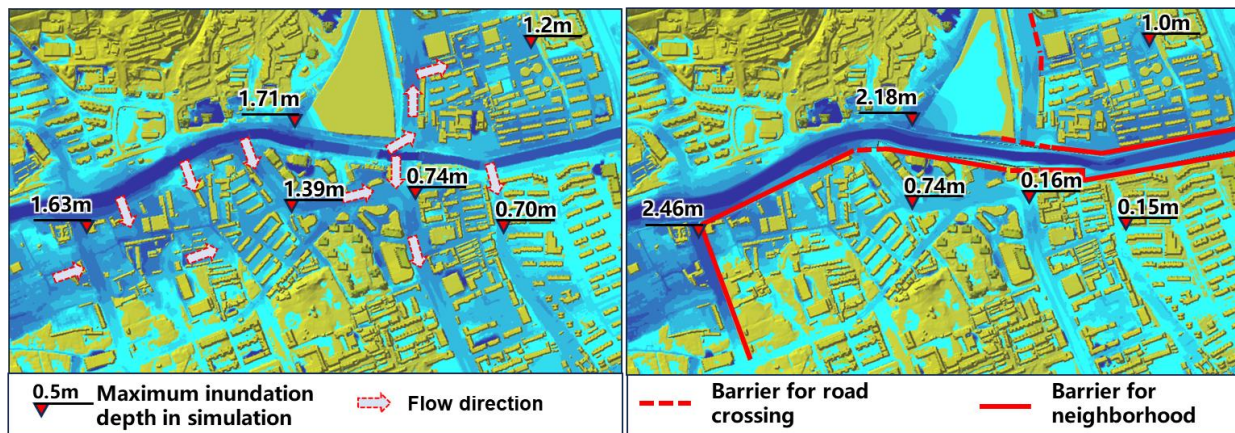 1.2m
1.71m
1.39m
0.74m
1.63m
0.70m
0.5m
Maximum inundation
depth in simulation
Flow direction
1.0m
2.18m
0.74m
0.16m
2.46m
0.15m
Barrier for road
crossing
Barrier for
neighborhood